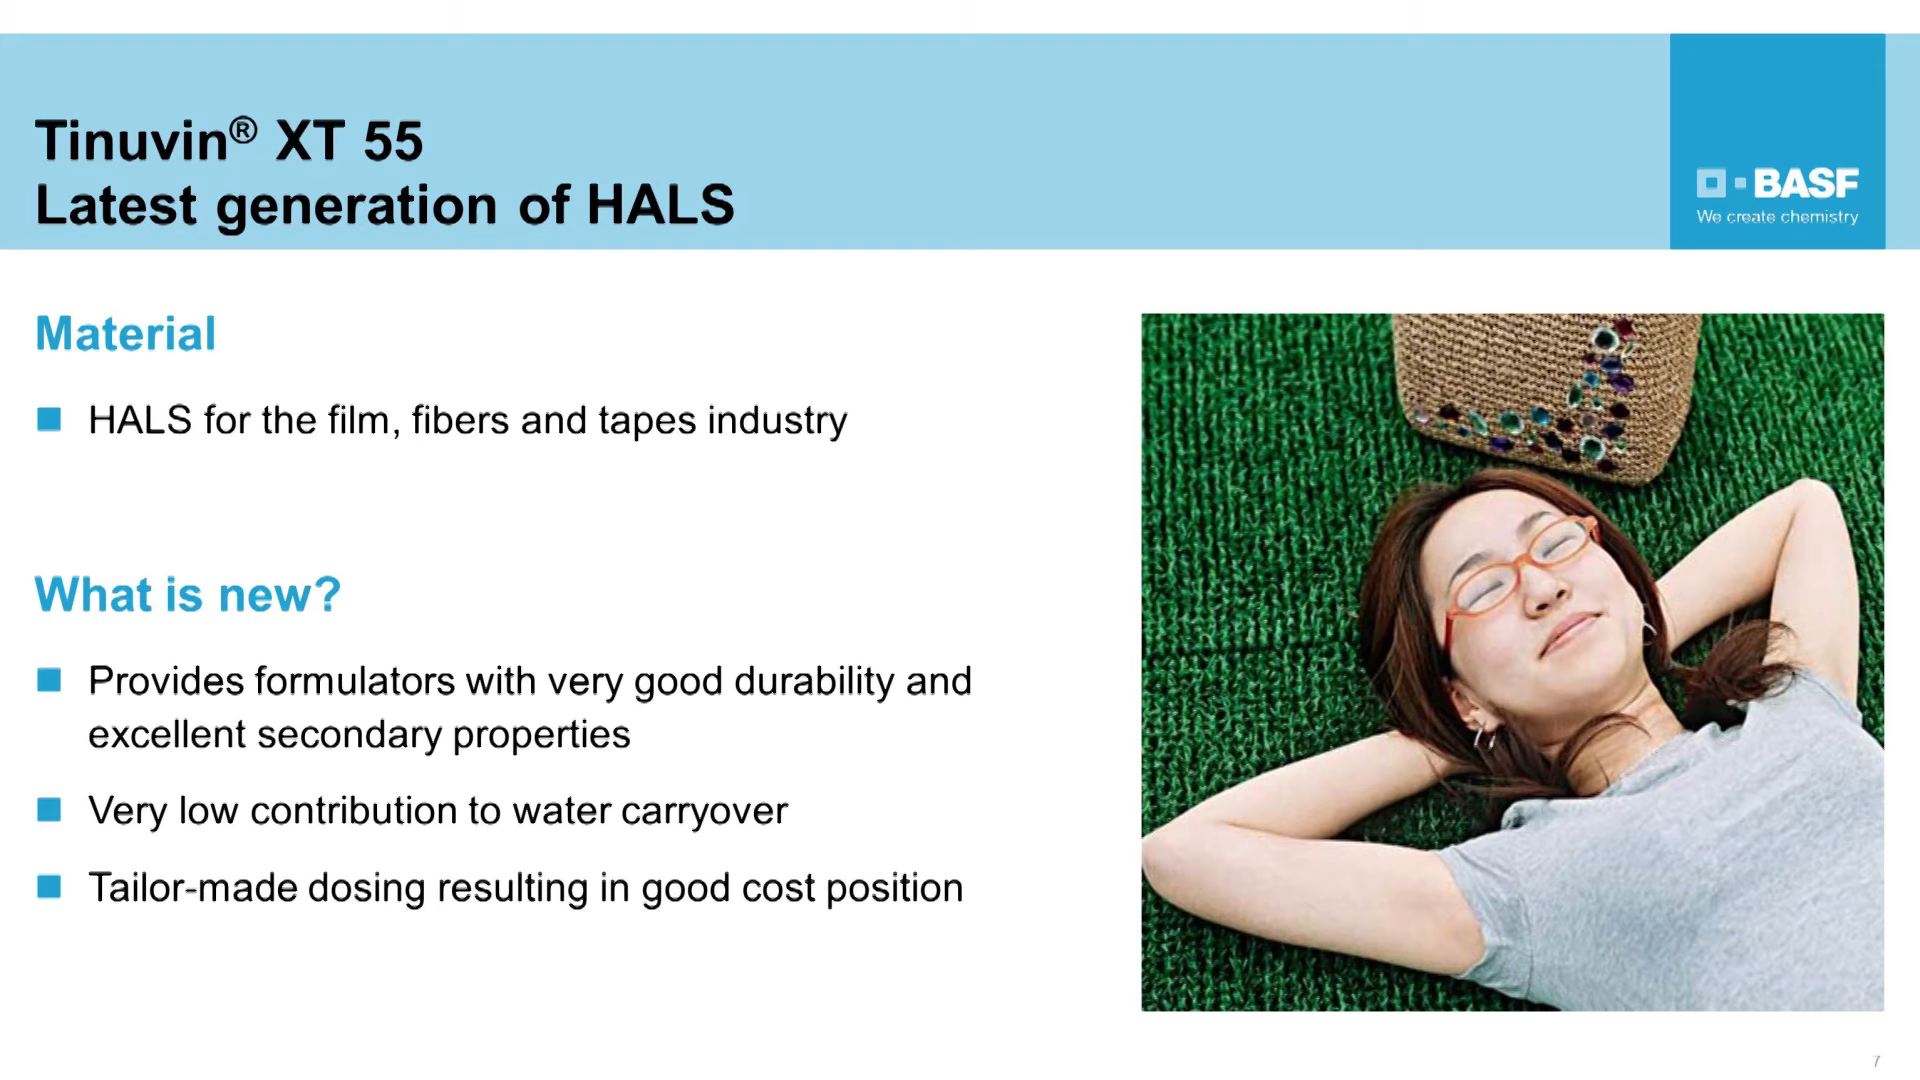 Tinuvin® XT 55
Latest generation of HALS
BASF
We create chemistry
Material
HALS for the film, fibers and tapes industry
What is new?
Provides formulators with very good durability and
excellent secondary properties
Very low contribution to water carryover
Tailor-made dosing resulting in good cost position
7